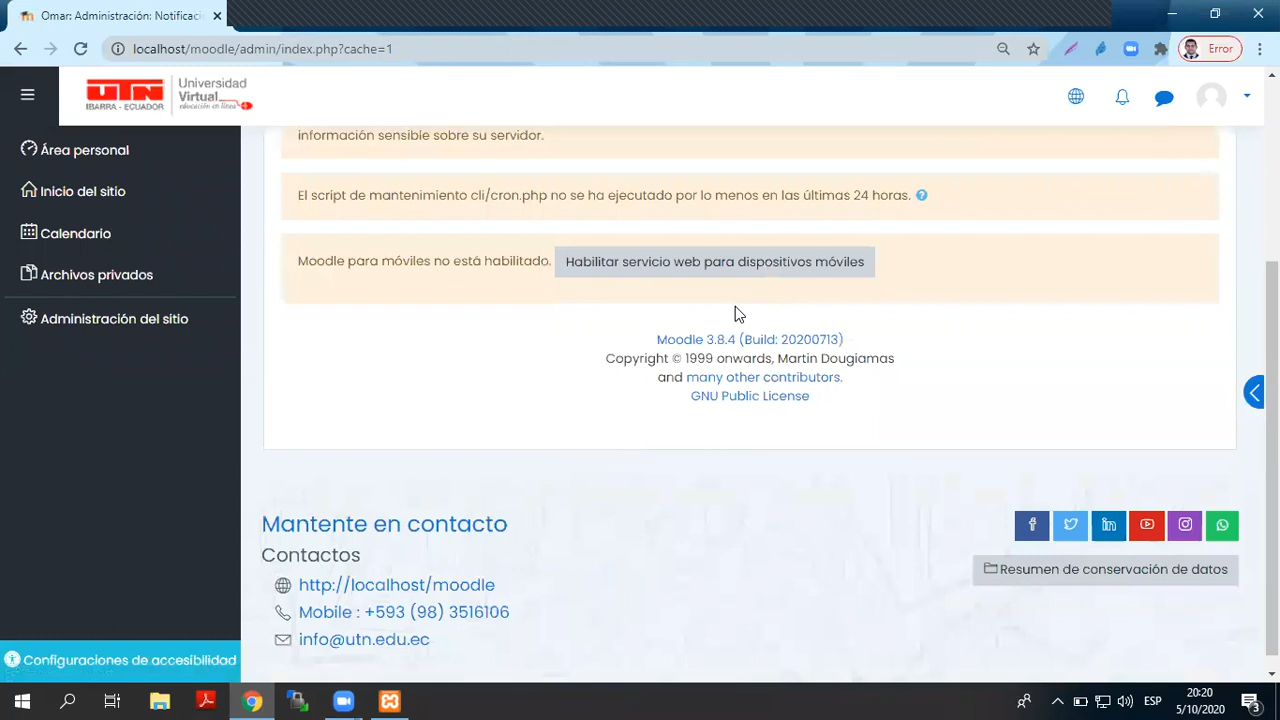 Omar: Administración: Notificaci
localhost/moodle/admin/index.php?cache=1
Error
UTN
IBARRA - ECUADOR
Universidad
Virtual
educación en línea
Área personal
Inicio del sitio
Calendario
Archivos privados
Administración del sitio
Configuraciones de accesibilidad
información sensible sobre su servidor.
El script de mantenimiento cli/cron.php no se ha ejecutado por lo menos en las últimas 24 horas.
Moodle para móviles no está habilitado. Habilitar servicio web para dispositivos móviles
Moodle 3.8.4 (Build: 20200713)
Copyright © 1999 onwards, Martin Dougiamas
and many other contributors.
GNU Public License
Mantente en contacto
Contactos
http://localhost/moodle
Mobile : +593 (98) 3516106
info@utn.edu.ec
Resumen de conservación de datos
ESP
20:20
5/10/2020
3